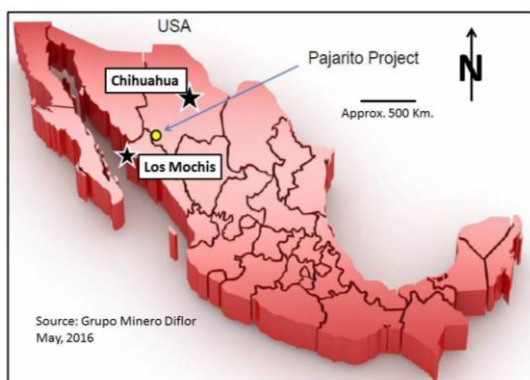 USA
Chihuahua
Pajarito Project
N
Approx. 500 Km.
Los Mochis
Source: Grupo Minero Diflor
May, 2016